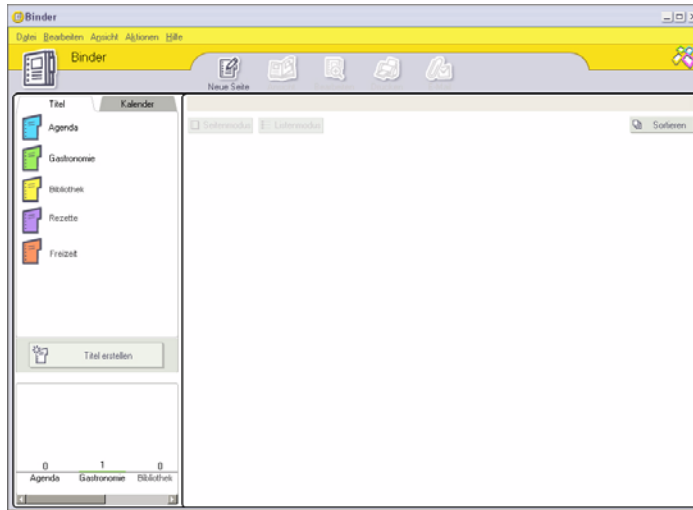 Binder
Datei Bearbeiten Ansicht Aktionen Hilfe
Binder
Neue Seite
Titel Kalender
Agenda
Seitenmodus Listenmodus
Sortieren
Gastronomie
Bibliothek
Rezette
Freizeit
Titel erstellen
0 1 0
Agenda Gastronomie Bibliothek